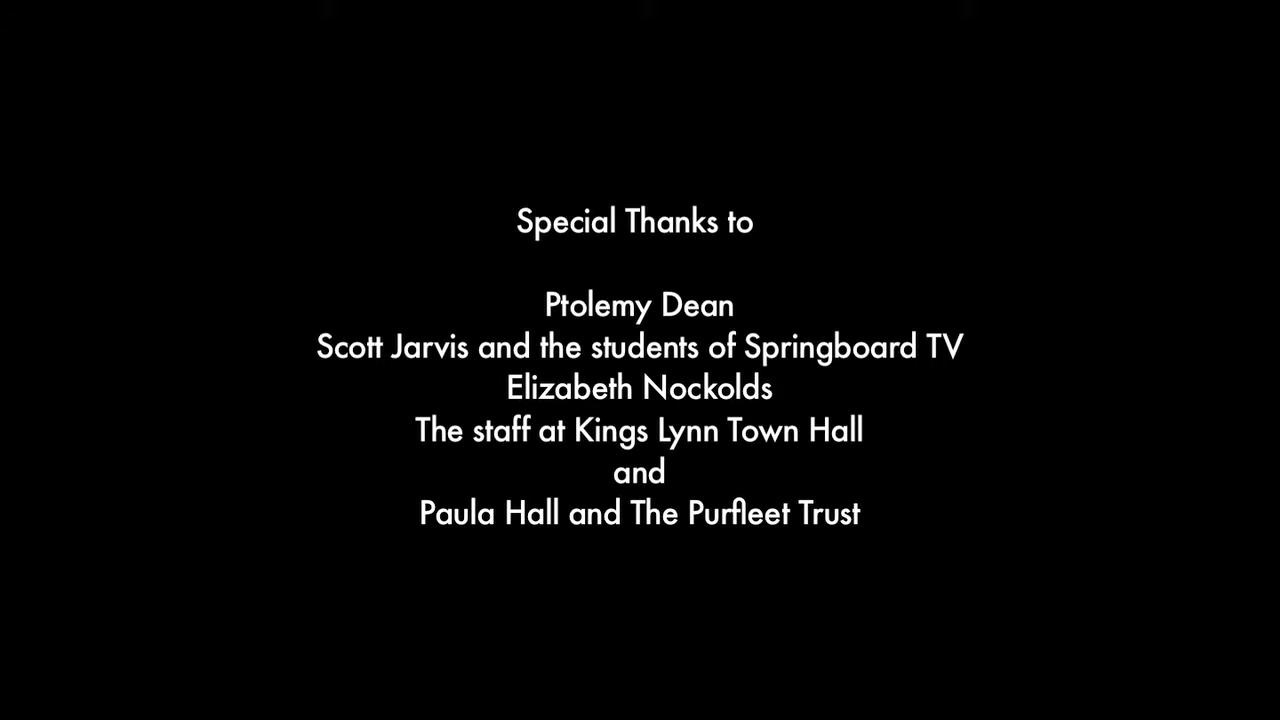 Special Thanks to
Ptolemy Dean
Scott Jarvis and the students of Springboard TV
Elizabeth Nockolds
The staff at Kings Lynn Town Hall
and
Paula Hall and The Purfleet Trust